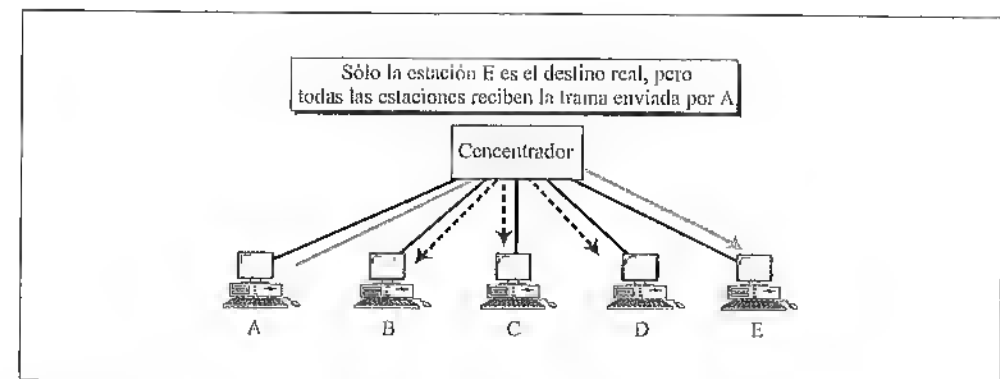 Sólo la estación E es el destino real, pero
todas las estaciones reciben la trama enviada por A
Concentrador
A
B
C
D
E